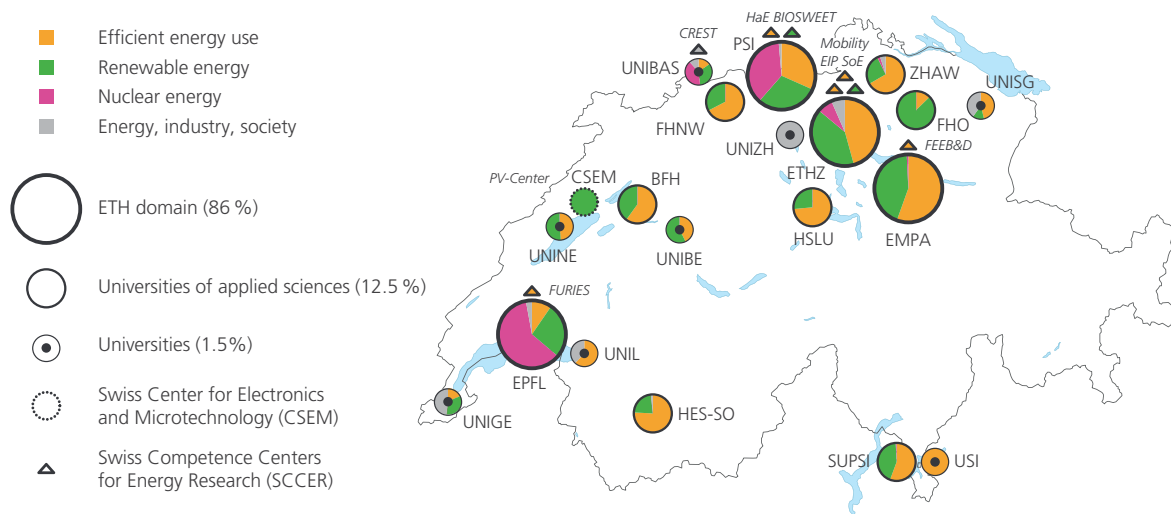 Efficient energy use
Renewable energy
Nuclear energy
Energy, industry, society
ETH domain (86 %)
Universities of applied sciences (12.5 %)
Universities (1.5%)
Swiss Center for Electronics
and Microtechnology (CSEM)
Swiss Competence Centers
for Energy Research (SCCER)
HaE BIOSWEET
PSI
CREST
UNIBAS
Mobility
EIP SoE
ZHAW
UNISG
FHNW
FHO
UNIZH
ETHZ
FEEB&D
PV-Center
CSEM
BFH
HSLU
EMPA
UNINE
UNIBE
FURIES
UNIL
EPFL
UNIGE
HES-SO
SUPSI
USI